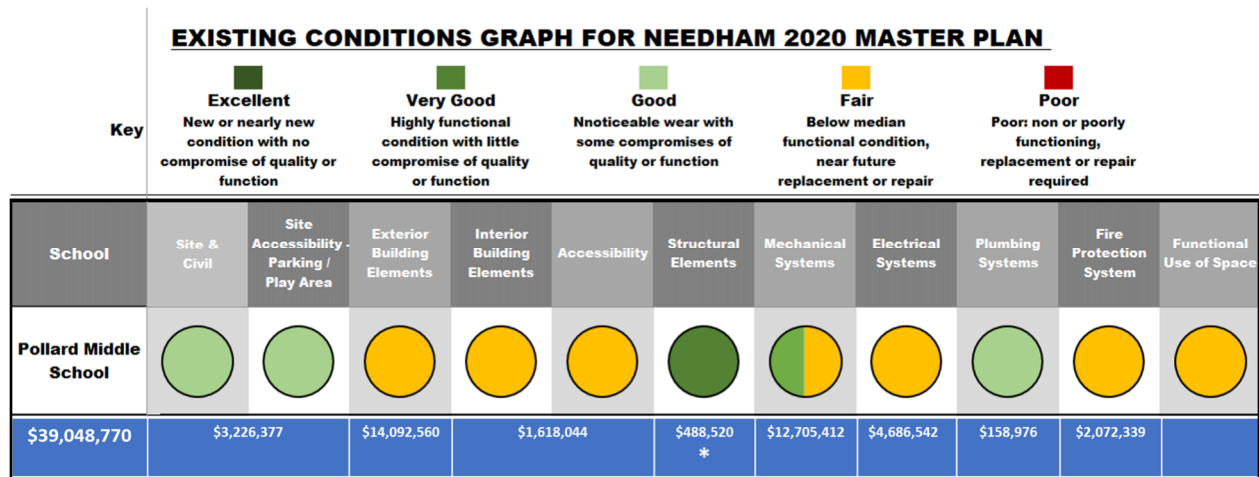 EXISTING CONDITIONS GRAPH FOR NEEDHAM 2020 MASTER PLAN
Key
Excellent
New or nearly new
condition with no
compromise of quality or
function
Very Good
Highly functional
condition with little
compromise of quality
or function
Good
Nnoticeable wear with
some compromises of
quality or function
Fair
Below median
functional condition,
near future
replacement or repair
Poor
Poor: non or poorly
functioning,
replacement or repair
required
School
Site &
Civil
Site
Accessibility -
Parking /
Play Area
Exterior
Building
Elements
Interior
Building
Elements
Accessibility
Structural
Elements
Mechanical
Systems
Electrical
Systems
Plumbing
Systems
Fire
Protection
System
Functional
Use of Space
Pollard Middle
School
$39,048,770
$3,226,377
$14,092,560
$1,618,044
$488,520
*
$12,705,412
$4,686,542
$158,976
$2,072,339